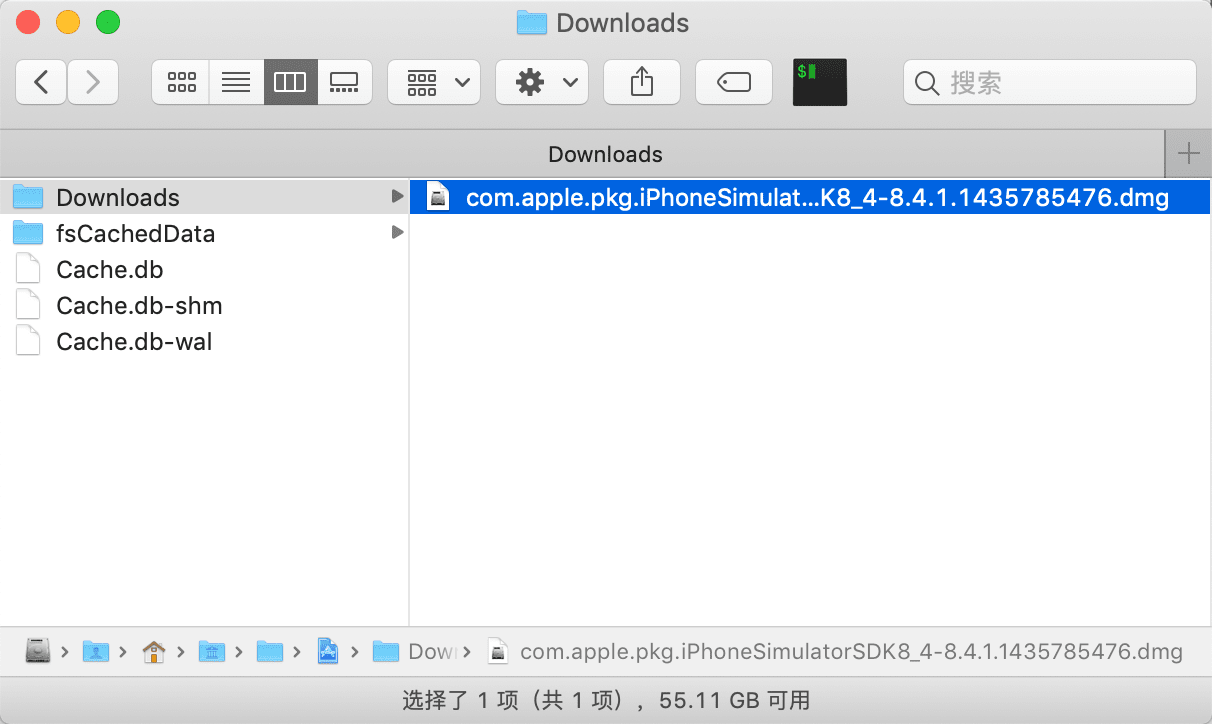 Downloads
$
搜索
Downloads
Downloads
fsCachedData
Cache.db
Cache.db-shm
Cache.db-wal
com.apple.pkg.iPhoneSimulat...K8_4-8.4.1.1435785476.dmg
Dow
com.apple.pkg.iPhoneSimulatorSDK8_4-8.4.1.1435785476.dmg
选择了 1 项（共 1 项），55.11 GB 可用